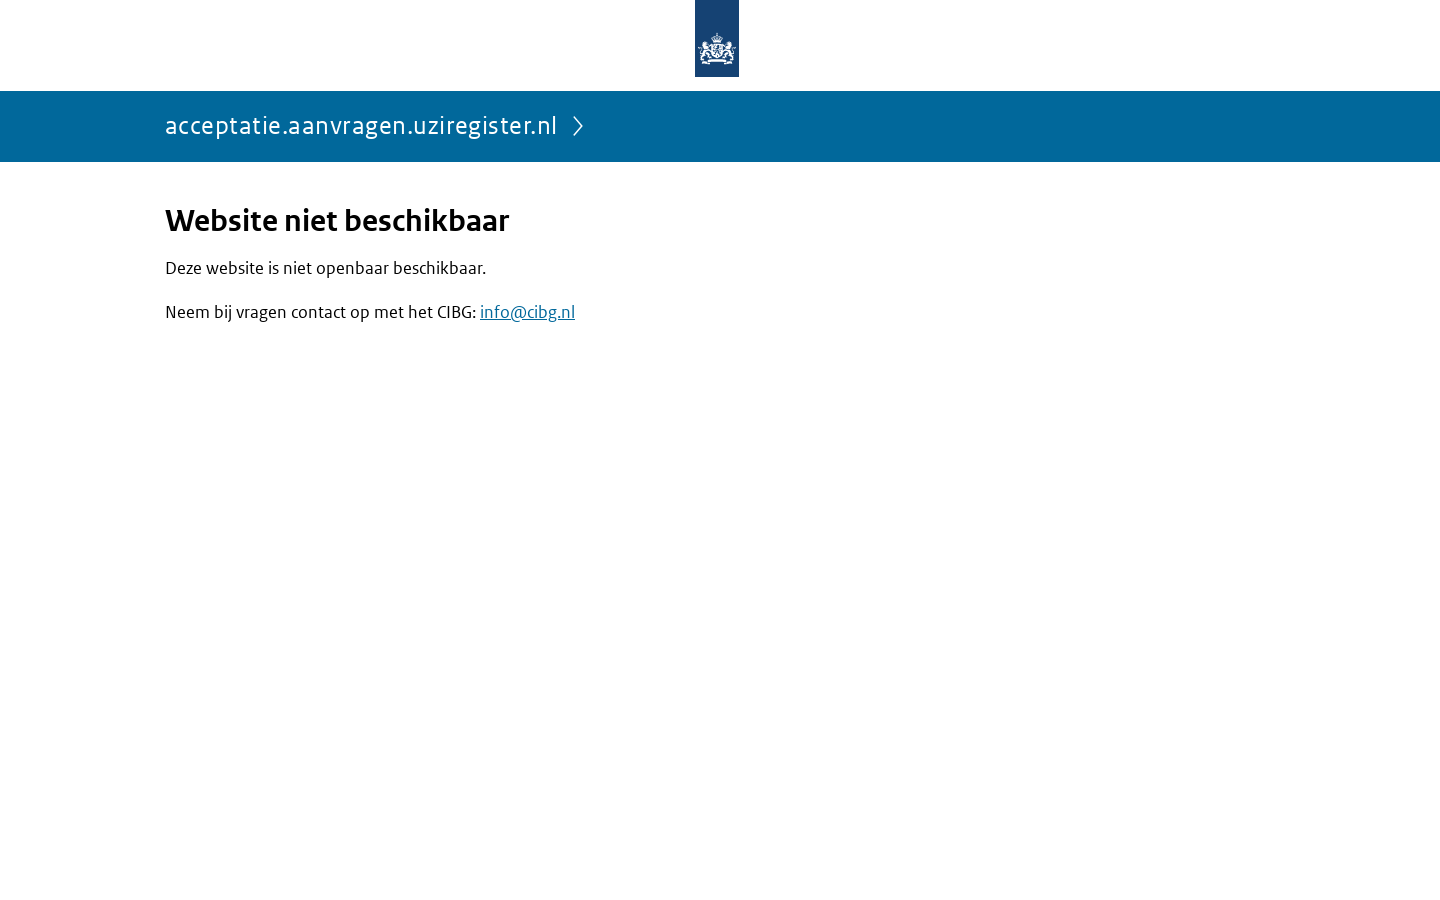 acceptatie.aanvragen.uziregister.nl
Website niet beschikbaar
Deze website is niet openbaar beschikbaar.
Neem bij vragen contact op met het CIBG: info@cibg.nl